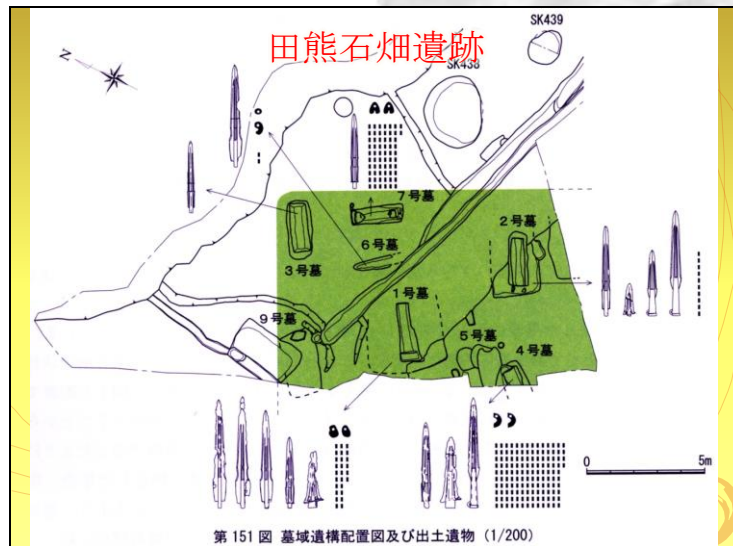 田熊石畑遺跡
SK439
SK438
N
7号墓
2号墓
6号墓
3号墓
1号墓
9号墓
5号墓
4号墓
0 5m
第151図 墓域遺構配置図及び出土遺物 (1/200)